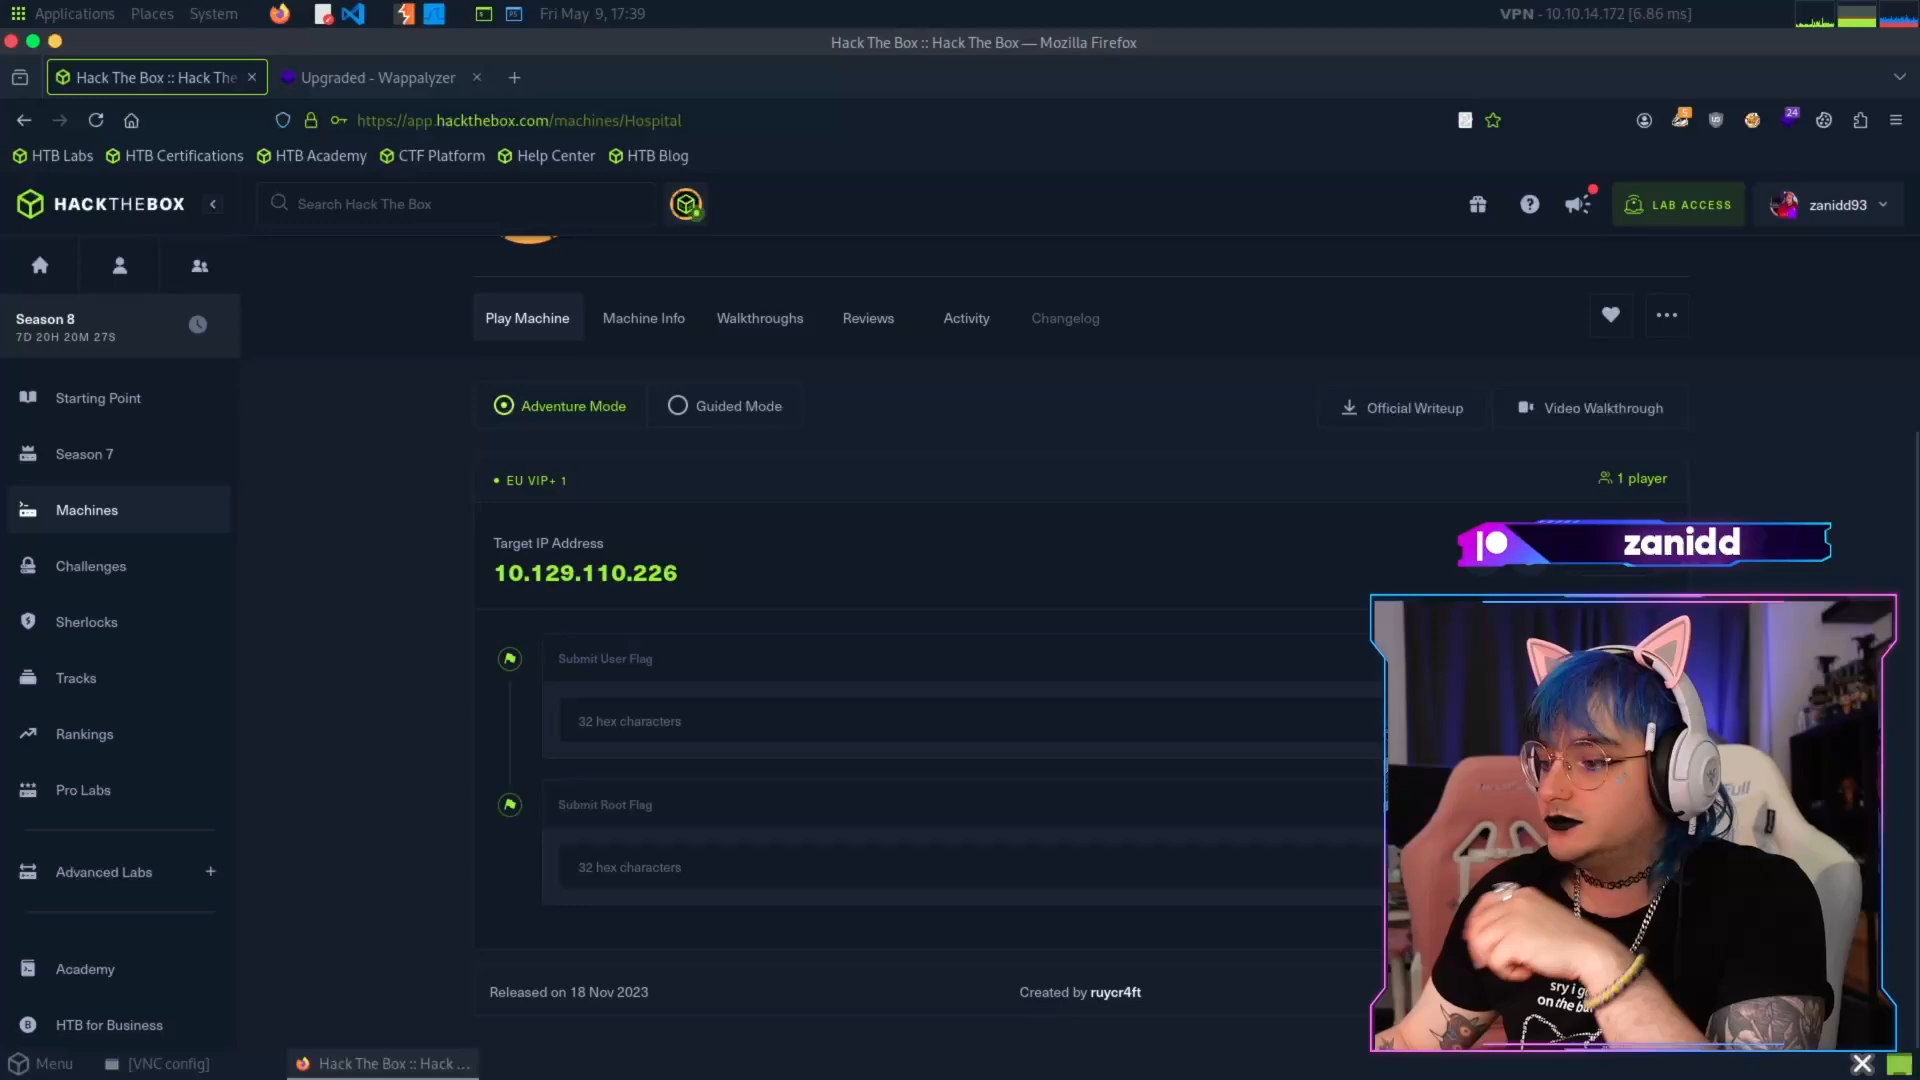 Applications Places System Fri May 9, 17:39 VPN - 10.10.14.172 [6.86 ms]
Hack The Box :: Hack The Box — Mozilla Firefox
Hack The Box :: Hack The Upgraded - Wappalyzer
https://app.hackthebox.com/machines/Hospital 5 24
HTB Labs HTB Certifications HTB Academy CTF Platform Help Center HTB Blog
HACKTHEBOX Search Hack The Box LAB ACCESS zanidd93
Season 8
7D 20H 20M 27S
Play Machine Machine Info Walkthroughs Reviews Activity Changelog
Starting Point
Season 7
Machines
Challenges
Sherlocks
Tracks
Rankings
Pro Labs
Advanced Labs +
Academy
HTB for Business
Adventure Mode Guided Mode Official Writeup Video Walkthrough
EU VIP+ 1 1 player
Target IP Address
10.129.110.226
zanidd
Submit User Flag
32 hex characters
Submit Root Flag
32 hex characters
sry i
on the
Released on 18 Nov 2023 Created by ruycr4ft
Menu [VNC config] Hack The Box :: Hack ...